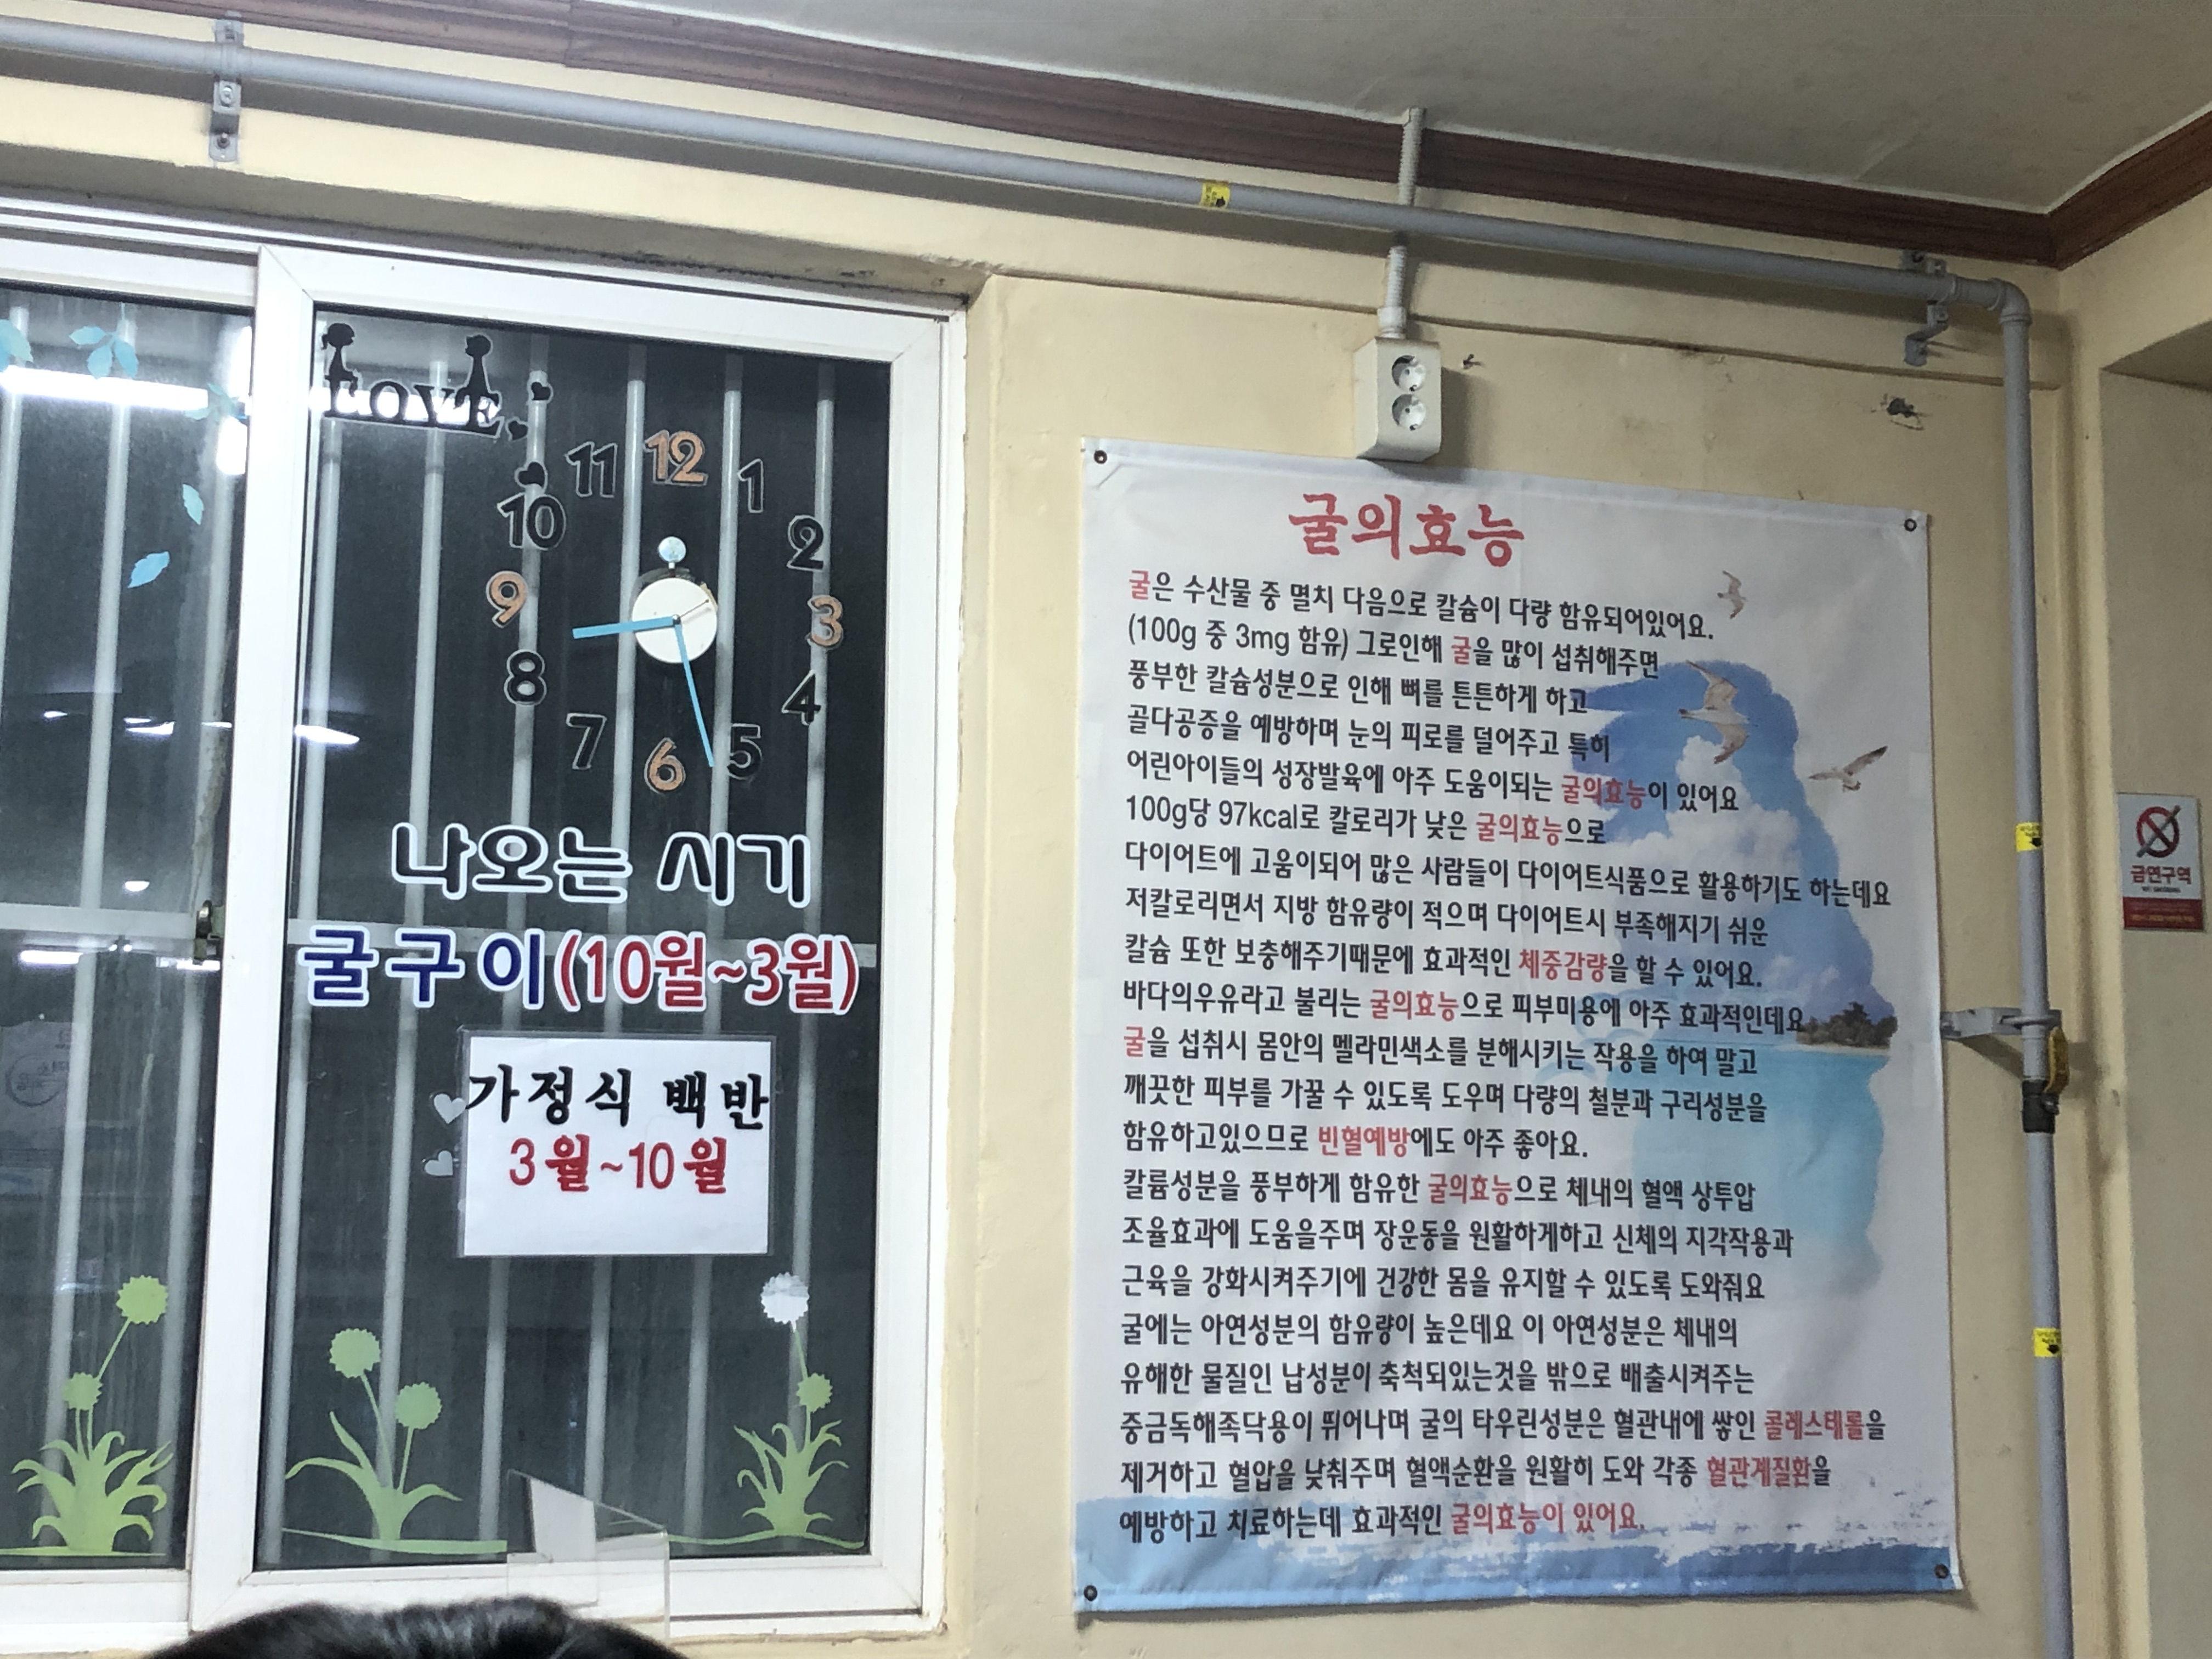 LOVE
11 12 1
10 2
9 3
8 4
7 6 5
나오는 시기
굴구이(10월~3월)
가정식 백반
3월~10월
굴의효능
굴은 수산물 중 멸치 다음으로 칼슘이 다량 함유되어있어요.
(100g 중 3mg 함유) 그로인해 굴을 많이 섭취해주면
풍부한 칼슘성분으로 인해 뼈를 튼튼하게 하고
골다공증을 예방하며 눈의 피로를 덜어주고 특히
어린아이들의 성장발육에 아주 도움이되는 굴의효능이 있어요
100g당 97kcal로 칼로리가 낮은 굴의효능으로
다이어트에 고움이되어 많은 사람들이 다이어트식품으로 활용하기도 하는데요
저칼로리면서 지방 함유량이 적으며 다이어트시 부족해지기 쉬운
칼슘 또한 보충해주기때문에 효과적인 체중감량을 할 수 있어요.
바다의우유라고 불리는 굴의효능으로 피부미용에 아주 효과적인데요
굴을 섭취시 몸안의 멜라민색소를 분해시키는 작용을 하여 말고
깨끗한 피부를 가꿀 수 있도록 도우며 다량의 철분과 구리성분을
함유하고있으므로 빈혈예방에도 아주 좋아요.
칼륨성분을 풍부하게 함유한 굴의효능으로 체내의 혈액 상투압
조율효과에 도움을주며 장운동을 원활하게하고 신체의 지각작용과
근육을 강화시켜주기에 건강한 몸을 유지할 수 있도록 도와줘요
굴에는 아연성분의 함유량이 높은데요 이 아연성분은 체내의
유해한 물질인 납성분이 축척되있는것을 밖으로 배출시켜주는
중금독해족닥용이 뛰어나며 굴의 타우린성분은 혈관내에 쌓인 콜레스태롤을
제거하고 혈압을 낮춰주며 혈액순환을 원활히 도와 각종 혈관계질환을
예방하고 치료하는데 효과적인 굴의효능이 있어요.
금연구역